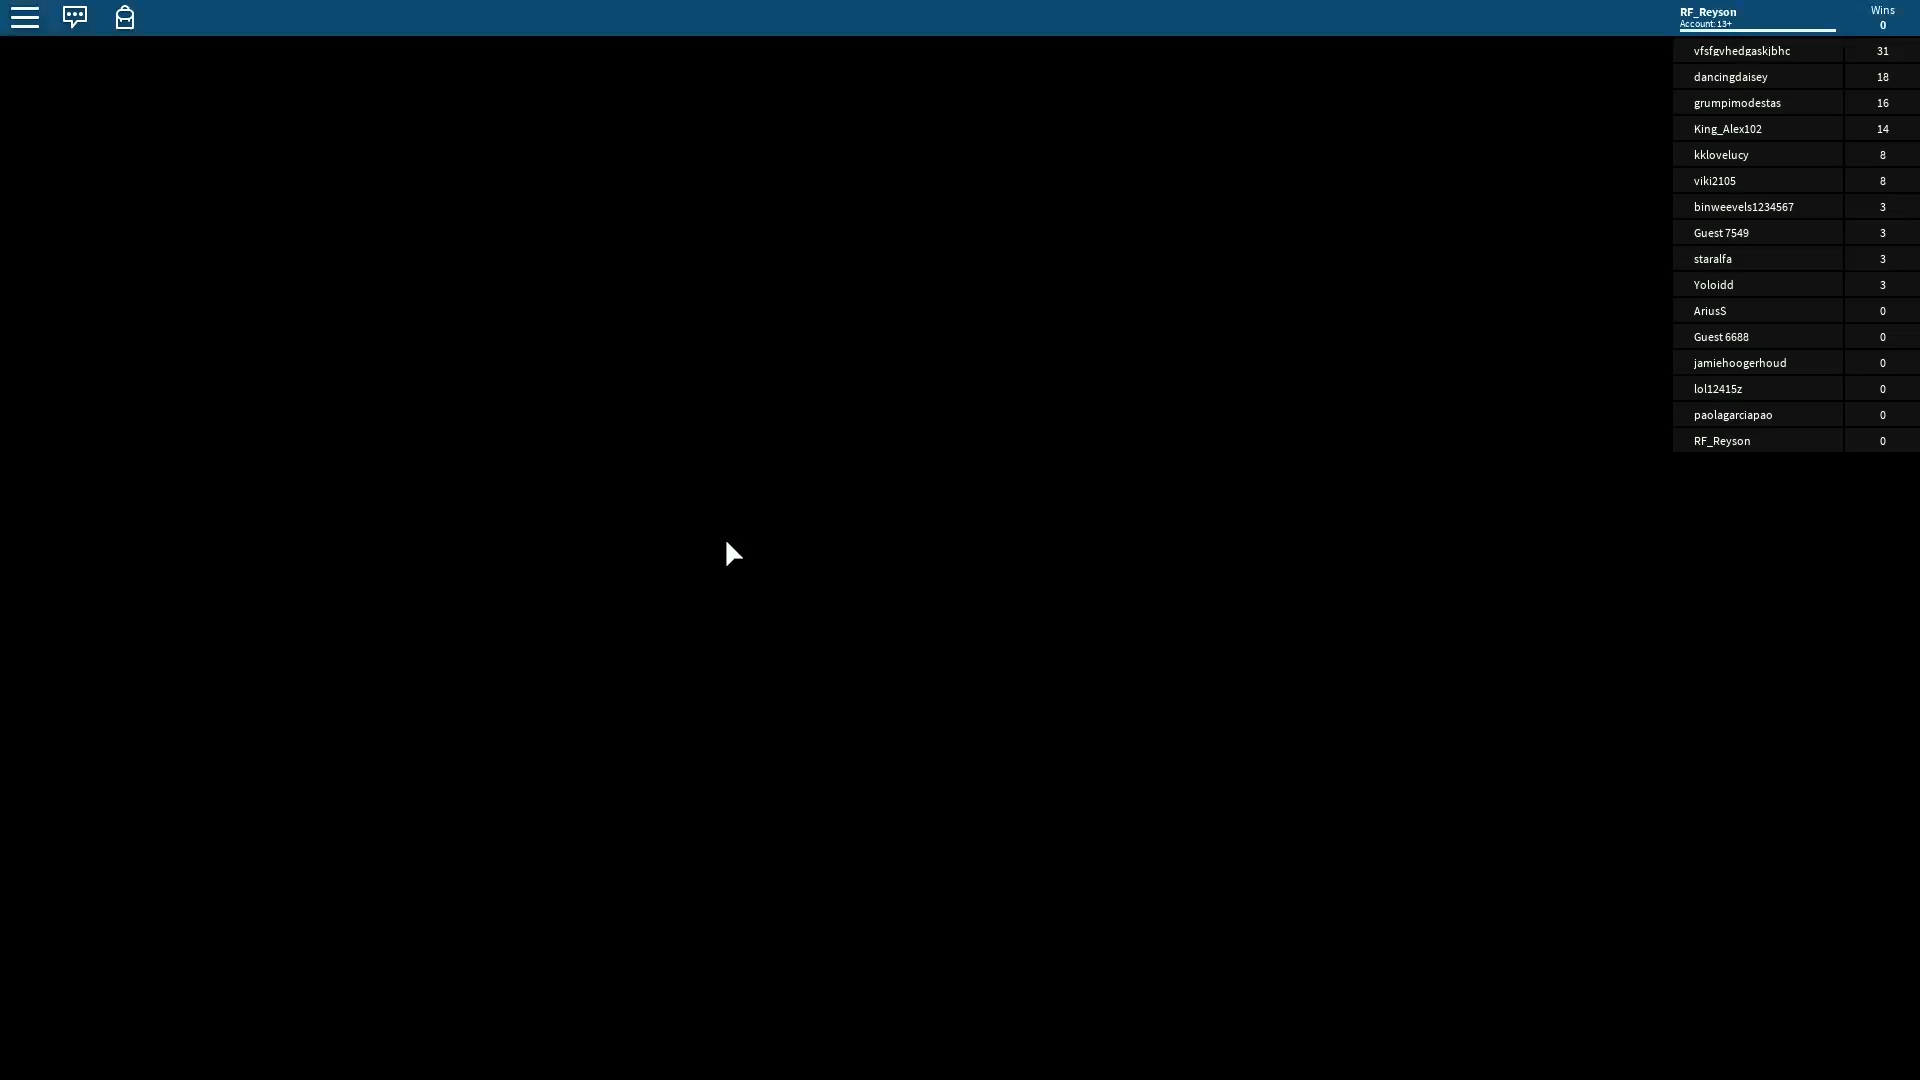 RF_Reyson Wins
Account: 13+ 0
vfsfgvhedgaskjbhc 31
dancingdaisey 18
grumpimodestas 16
King_Alex102 14
kklovelucy 8
viki2105 8
binweevels1234567 3
Guest 7549 3
staralfa 3
Yoloidd 3
AriusS 0
Guest 6688 0
jamiehoogerhoud 0
lol12415z 0
paolagarciapao 0
RF_Reyson 0